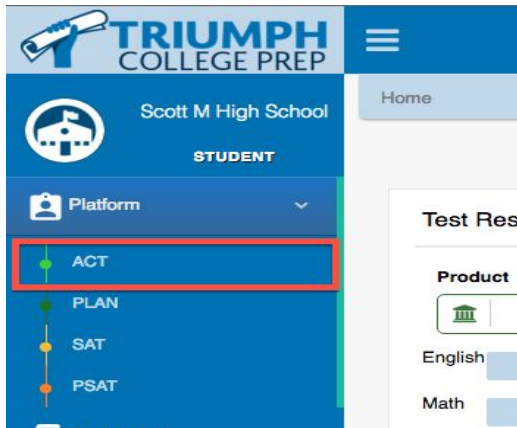 TRIUMPH
COLLEGE PREP
Scott M High School
STUDENT
Platform
ACT
PLAN
SAT
PSAT
Home
Test Res
Product
English
Math